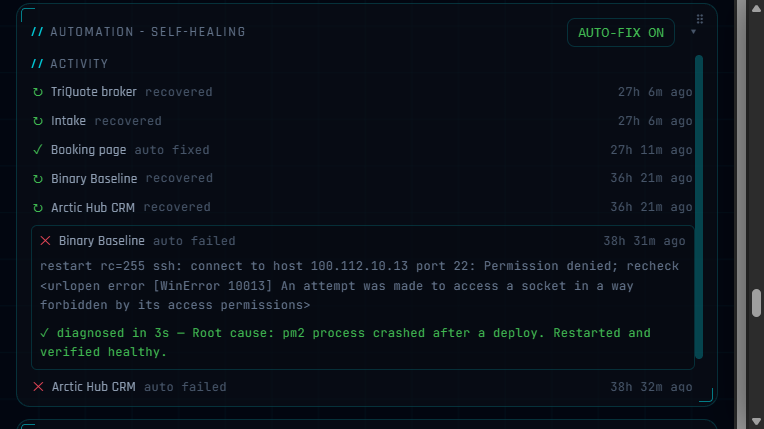 // AUTOMATION - SELF-HEALING
AUTO-FIX ON
// ACTIVITY
↻ TriQuote broker recovered 27h 6m ago
↻ Intake recovered 27h 6m ago
✓ Booking page auto fixed 27h 11m ago
↻ Binary Baseline recovered 36h 21m ago
↻ Arctic Hub CRM recovered 36h 21m ago
✕ Binary Baseline auto failed 38h 31m ago
restart rc=255 ssh: connect to host 100.112.10.13 port 22: Permission denied; recheck
<urlopen error [WinError 10013] An attempt was made to access a socket in a way
forbidden by its access permissions>
✓ diagnosed in 3s — Root cause: pm2 process crashed after a deploy. Restarted and
verified healthy.
✕ Arctic Hub CRM auto failed 38h 32m ago